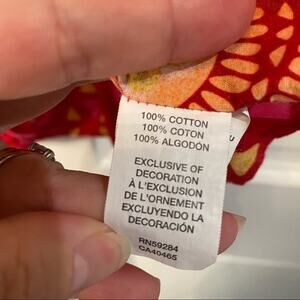 100% COTTON
100% COTON
100% ALGODÓN
EXCLUSIVE OF
DECORATION
À L'EXCLUSION
DE L'ORNEMENT
EXCLUYENDO LA
DECORACIÓN
RN59284
CA40465